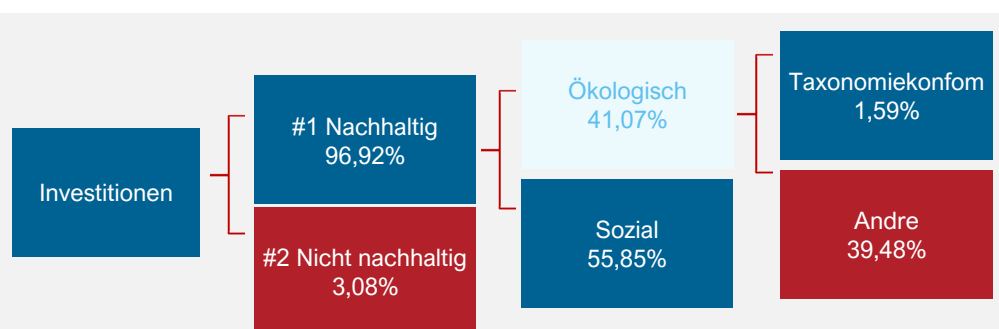 Investitionen
#1 Nachhaltig
96,92%
#2 Nicht nachhaltig
3,08%
Ökologisch
41,07%
Sozial
55,85%
Taxonomiekonfom
1,59%
Andre
39,48%